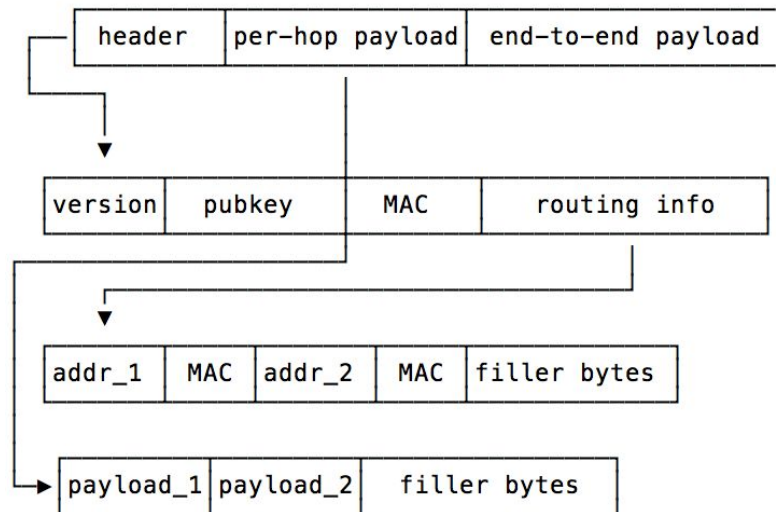 header per-hop payload end-to-end payload
version pubkey MAC routing info
addr_1 MAC addr_2 MAC filler bytes
payload_1 payload_2 filler bytes